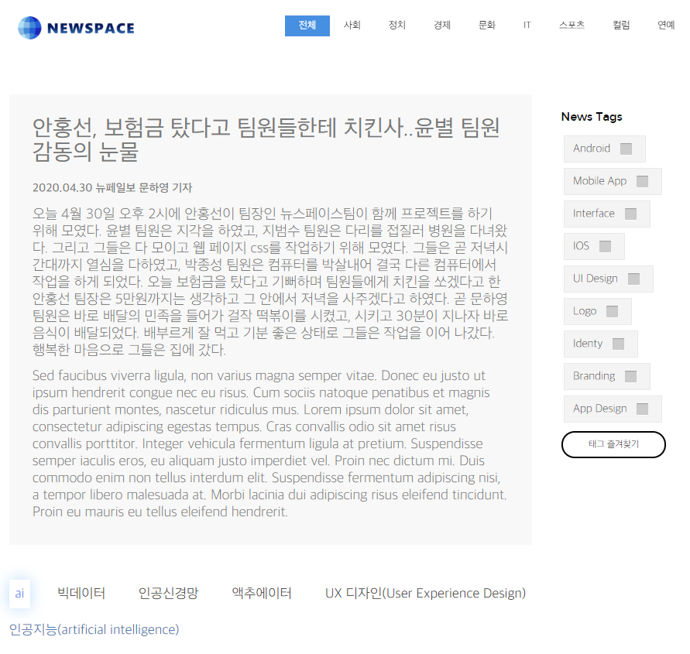 NEWSPACE
전체 사회 정치 경제 문화 IT 스포츠 컬럼 연예
안홍선, 보험금 탔다고 팀원들한테 치킨사..윤별 팀원
감동의 눈물
2020.04.30 뉴페일보 문하영 기자
오늘 4월 30일 오후 2시에 안홍선이 팀장인 뉴스페이스팀이 함께 프로젝트를 하기
위해 모였다. 윤별 팀원은 지각을 하였고, 지범수 팀원은 다리를 접질러 병원을 다녀왔
다. 그리고 그들은 다 모이고 웹 페이지 css를 작업하기 위해 모였다. 그들은 곧 저녁시
간대까지 열심을 다하였고, 박종성 팀원은 컴퓨터를 박살내어 결국 다른 컴퓨터에서
작업을 하게 되었다. 오늘 보험금을 탔다고 기뻐하며 팀원들에게 치킨을 쏘겠다고 한
안홍선 팀장은 5만원까지는 생각하고 그 안에서 저녁을 사주겠다고 하였다. 곧 문하영
팀원은 바로 배달의 민족을 들어가 걸작 떡볶이를 시켰고, 시키고 30분이 지나자 바로
음식이 배달되었다. 배부르게 잘 먹고 기분 좋은 상태로 그들은 작업을 이어 나갔다.
행복한 마음으로 그들은 집에 갔다.
Sed faucibus viverra ligula, non varius magna semper vitae. Donec eu justo ut
ipsum hendrerit congue nec eu risus. Cum sociis natoque penatibus et magnis
dis parturient montes, nascetur ridiculus mus. Lorem ipsum dolor sit amet,
consectetur adipiscing egestas tempus. Cras convallis odio sit amet risus
convallis porttitor. Integer vehicula fermentum ligula at pretium. Suspendisse
semper iaculis eros, eu aliquam justo imperdiet vel. Proin nec dictum mi. Duis
commodo enim non tellus interdum elit. Suspendisse fermentum adipiscing nisi,
a tempor libero malesuada at. Morbi lacinia dui adipiscing risus eleifend tincidunt.
Proin eu mauris eu tellus eleifend hendrerit.
News Tags
Android
Mobile App
Interface
IOS
UI Design
Logo
Identy
Branding
App Design
태그 즐겨찾기
ai 빅데이터 인공신경망 액추에이터 UX 디자인(User Experience Design)
인공지능(artificial intelligence)